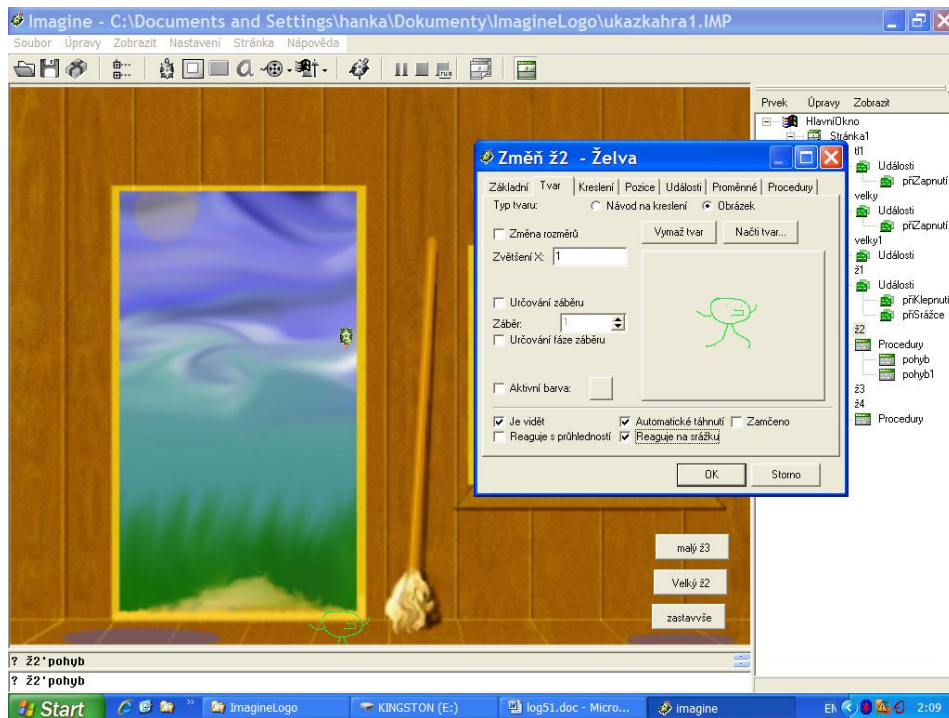 Imagine - C:\Documents and Settings\hanka\Dokumenty\ImagineLogo\ukazkahra1.IMP
Soubor Úpravy Zobrazit Nastavení Stránka Nápověda
Prvek Úpravy Zobrazit
HlavníOkno
Stránka1
tl1
Události
přiZapnutí
velky
Události
přiZapnutí
velky1
Události
ž1
Události
přiKlepnutí
přiSrážce
ž2
Procedury
pohyb
pohyb1
ž3
ž4
Procedury
Změň ž2 - Želva
Základní Tvar Kreslení Pozice Události Proměnné Procedury
Typ tvaru: Návod na kreslení Obrázek
Změna rozměrů Vymaž tvar Načti tvar...
Zvětšení X: 1
Určování záběru
Záběr: 1
Určování fáze záběru
Aktivní barva:
Je vidět Automatické táhnutí Zamčeno
Reaguje s průhledností Reaguje na srážku
OK Storno
malý ž3
Velký ž2
zastavvše
? ž2'pohyb
? ž2'pohyb
Start ImagineLogo KINGSTON (E:) log51.doc - Micro... imagine EN 2:09